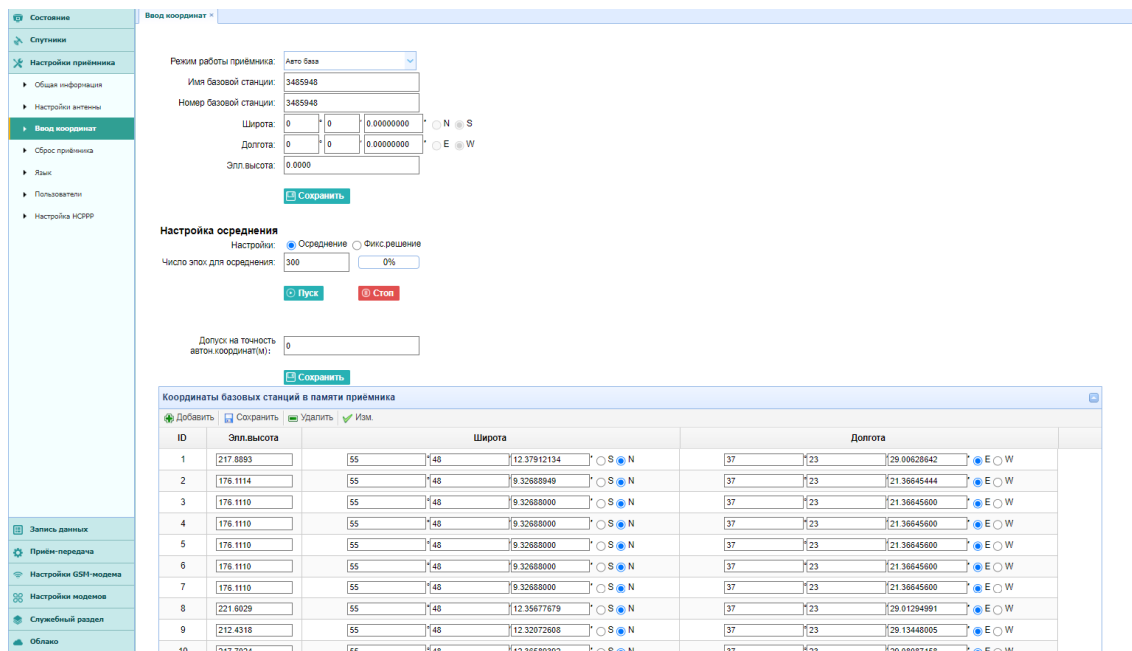 Состояние
Спутники
Настройки приёмника
Общая информация
Настройки антенны
Ввод координат
Сброс приёмника
Язык
Пользователи
Настройка HCPPP
Запись данных
Приём-передача
Настройки GSM-модема
Настройки модемов
Служебный раздел
Облако
Ввод координат ×
Режим работы приёмника: Авто база
Имя базовой станции: 3485948
Номер базовой станции: 3485948
Широта: 0 ° 0 ' 0.00000000 " N S
Долгота: 0 ° 0 ' 0.00000000 " E W
Элл.высота: 0.0000
Сохранить
Настройка осреднения
Настройки: Осреднение Фикс.решение
Число эпох для осреднения: 300 0%
Пуск Стоп
Допуск на точность
автон.координат(м): 0
Сохранить
Координаты базовых станций в памяти приёмника
Добавить Сохранить Удалить Изм.
ID Элл.высота Широта Долгота
1 217.8893 55 ° 48 ' 12.37912134 " S N 37 ° 23 ' 29.00628642 " E W
2 176.1114 55 ° 48 ' 9.32688949 " S N 37 ° 23 ' 21.36645444 " E W
3 176.1110 55 ° 48 ' 9.32688000 " S N 37 ° 23 ' 21.36645600 " E W
4 176.1110 55 ° 48 ' 9.32688000 " S N 37 ° 23 ' 21.36645600 " E W
5 176.1110 55 ° 48 ' 9.32688000 " S N 37 ° 23 ' 21.36645600 " E W
6 176.1110 55 ° 48 ' 9.32688000 " S N 37 ° 23 ' 21.36645600 " E W
7 176.1110 55 ° 48 ' 9.32688000 " S N 37 ° 23 ' 21.36645600 " E W
8 221.6029 55 ° 48 ' 12.35677679 " S N 37 ° 23 ' 29.01294991 " E W
9 212.4318 55 ° 48 ' 12.32072608 " S N 37 ° 23 ' 29.13448005 " E W